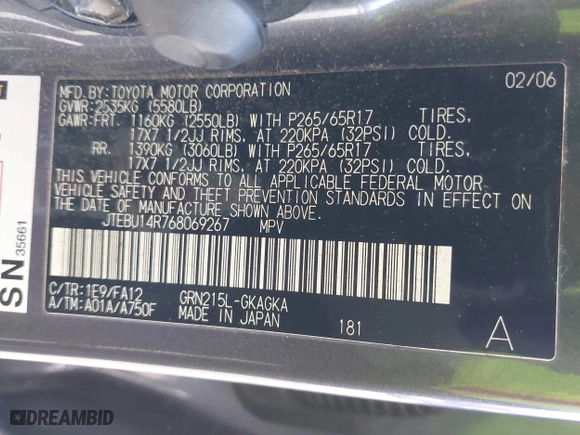 MFD.BY:TOYOTA MOTOR CORPORATION 02/06
GVWR:2535KG (5580LB)
GAWR:FRT. 1160KG (2550LB) WITH P265/65R17 TIRES,
17X7 1/2JJ RIMS, AT 220KPA (32PSI) COLD.
RR. 1390KG (3060LB) WITH P265/65R17 TIRES,
17X7 1/2JJ RIMS, AT 220KPA (32PSI) COLD.
THIS VEHICLE CONFORMS TO ALL APPLICABLE FEDERAL MOTOR
VEHICLE SAFETY AND THEFT PREVENTION STANDARDS IN EFFECT ON
THE DATE OF MANUFACTURE SHOWN ABOVE.
JTEBU14R768069267 MPV
C/TR:1E9/FA12 GRN215L-GKAGKA
A/TM:A01A/A750F MADE IN JAPAN 181 A
SN 35661
DREAMBID